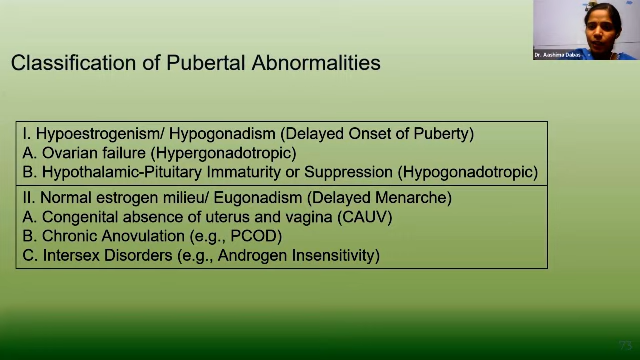 Dr. Aashima Dabas
Classification of Pubertal Abnormalities
I. Hypoestrogenism/ Hypogonadism (Delayed Onset of Puberty)
A. Ovarian failure (Hypergonadotropic)
B. Hypothalamic-Pituitary Immaturity or Suppression (Hypogonadotropic)
II. Normal estrogen milieu/ Eugonadism (Delayed Menarche)
A. Congenital absence of uterus and vagina (CAUV)
B. Chronic Anovulation (e.g., PCOD)
C. Intersex Disorders (e.g., Androgen Insensitivity)
73